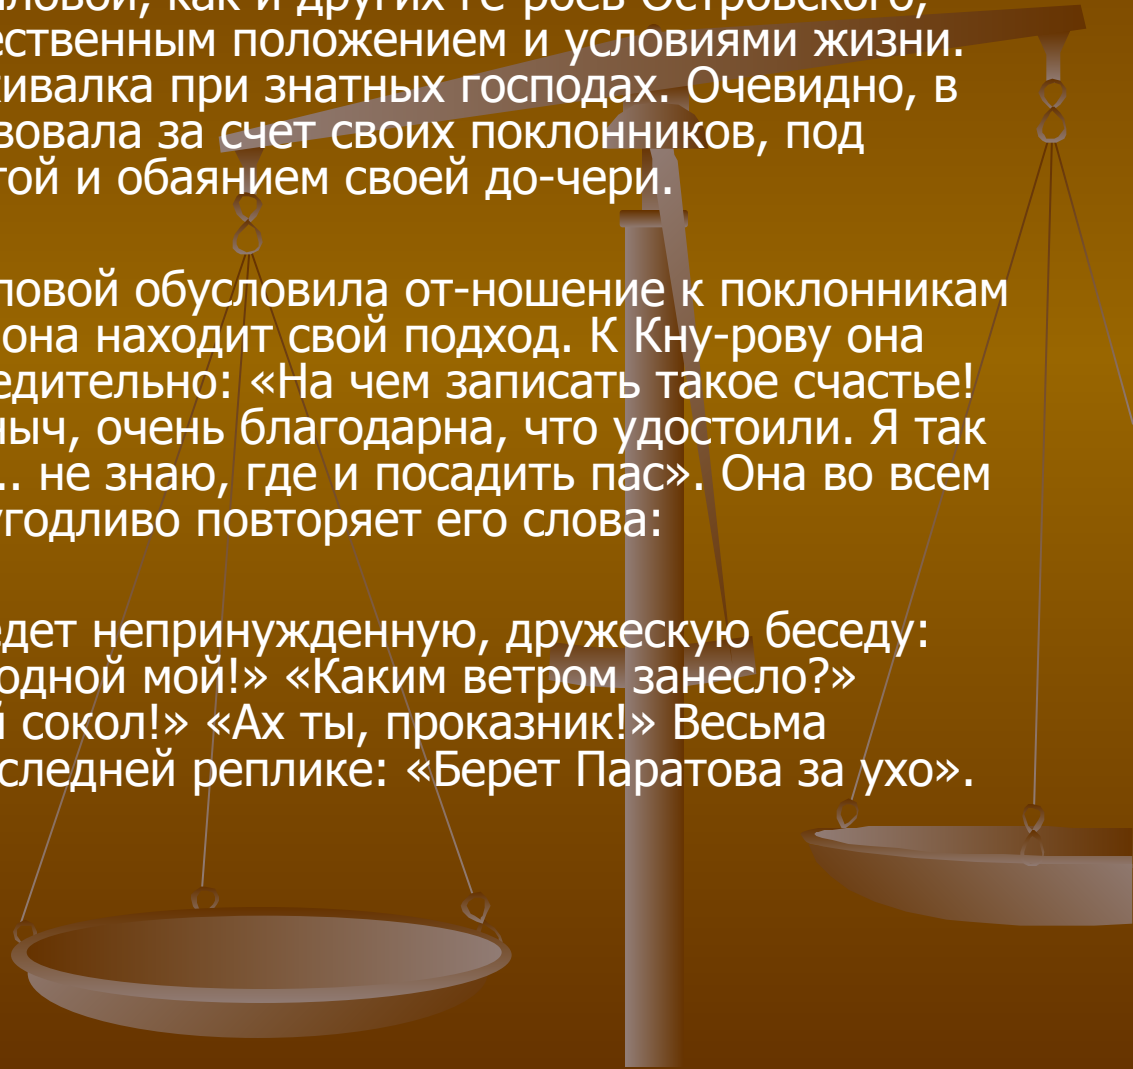 ловой, как и других ге-роев Островского,
ественным положением и условиями жизни.
живалка при знатных господах. Очевидно, в
вовала за счет своих поклонников, под
той и обаянием своей до-чери.
ловой обусловила от-ношение к поклонникам
она находит свой подход. К Кну-рову она
едительно: «На чем записать такое счастье!
ныч, очень благодарна, что удостоили. Я так
.. не знаю, где и посадить пас». Она во всем
угодливо повторяет его слова:
едет непринужденную, дружескую беседу:
одной мой!» «Каким ветром занесло?»
й сокол!» «Ах ты, проказник!» Весьма
следней реплике: «Берет Паратова за ухо».